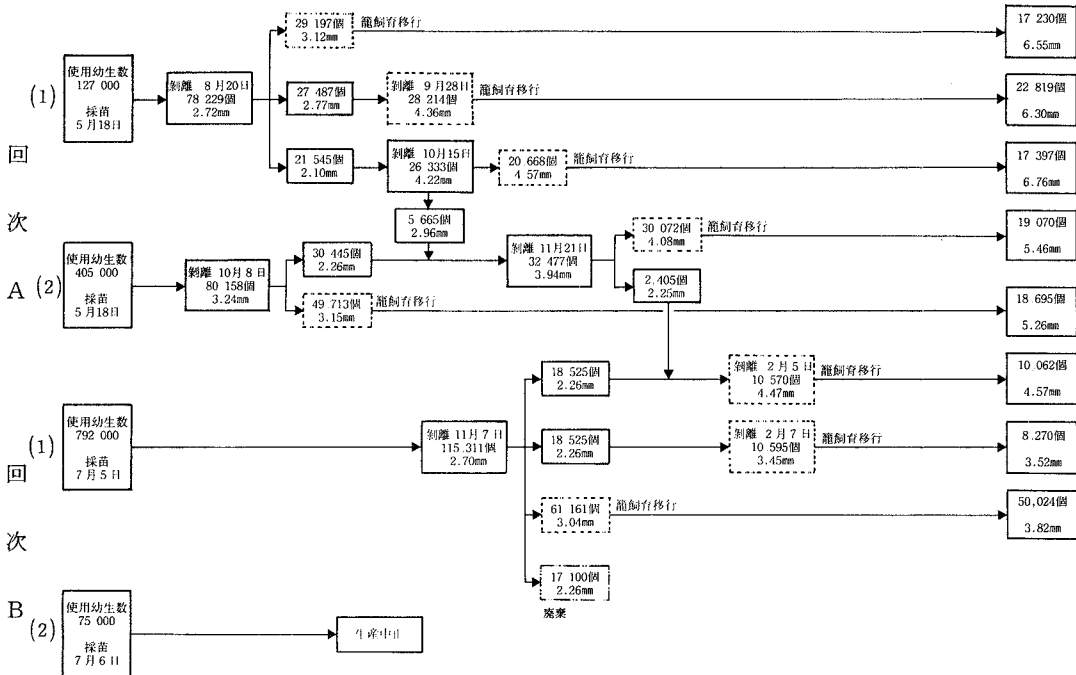 回次A
(1)
使用幼生数
127 000
採苗
5月18日
剥離 8月20日
78 229個
2.72mm
29 197個
3.12mm
籠飼育移行
17 230個
6.55mm
27 487個
2.77mm
剥離 9月28日
28 214個
4.36mm
籠飼育移行
22 819個
6.30mm
21 545個
2.10mm
剥離 10月15日
26 333個
4.22mm
20 668個
4 57mm
籠飼育移行
17 397個
6.76mm
5 665個
2.96mm
(2)
使用幼生数
405 000
採苗
5月18日
剥離 10月8日
80 158個
3.24mm
30 445個
2.26mm
剥離 11月21日
32 477個
3.94mm
30 072個
4.08mm
籠飼育移行
19 070個
5.46mm
2.405個
2.25mm
49 713個
3.15mm
籠飼育移行
18 695個
5.26mm
回次B
(1)
使用幼生数
792 000
採苗
7月5日
剥離 11月7日
115.311個
2.70mm
18 525個
2.26mm
剥離 2月5日
10 570個
4.47mm
籠飼育移行
10 062個
4.57mm
18 525個
2.26mm
剥離 2月7日
10 595個
3.45mm
籠飼育移行
8.270個
3.52mm
61 161個
3.04mm
籠飼育移行
50,024個
3.82mm
17 100個
2.26mm
廃棄
(2)
使用幼生数
75 000
採苗
7月6日
生産中止